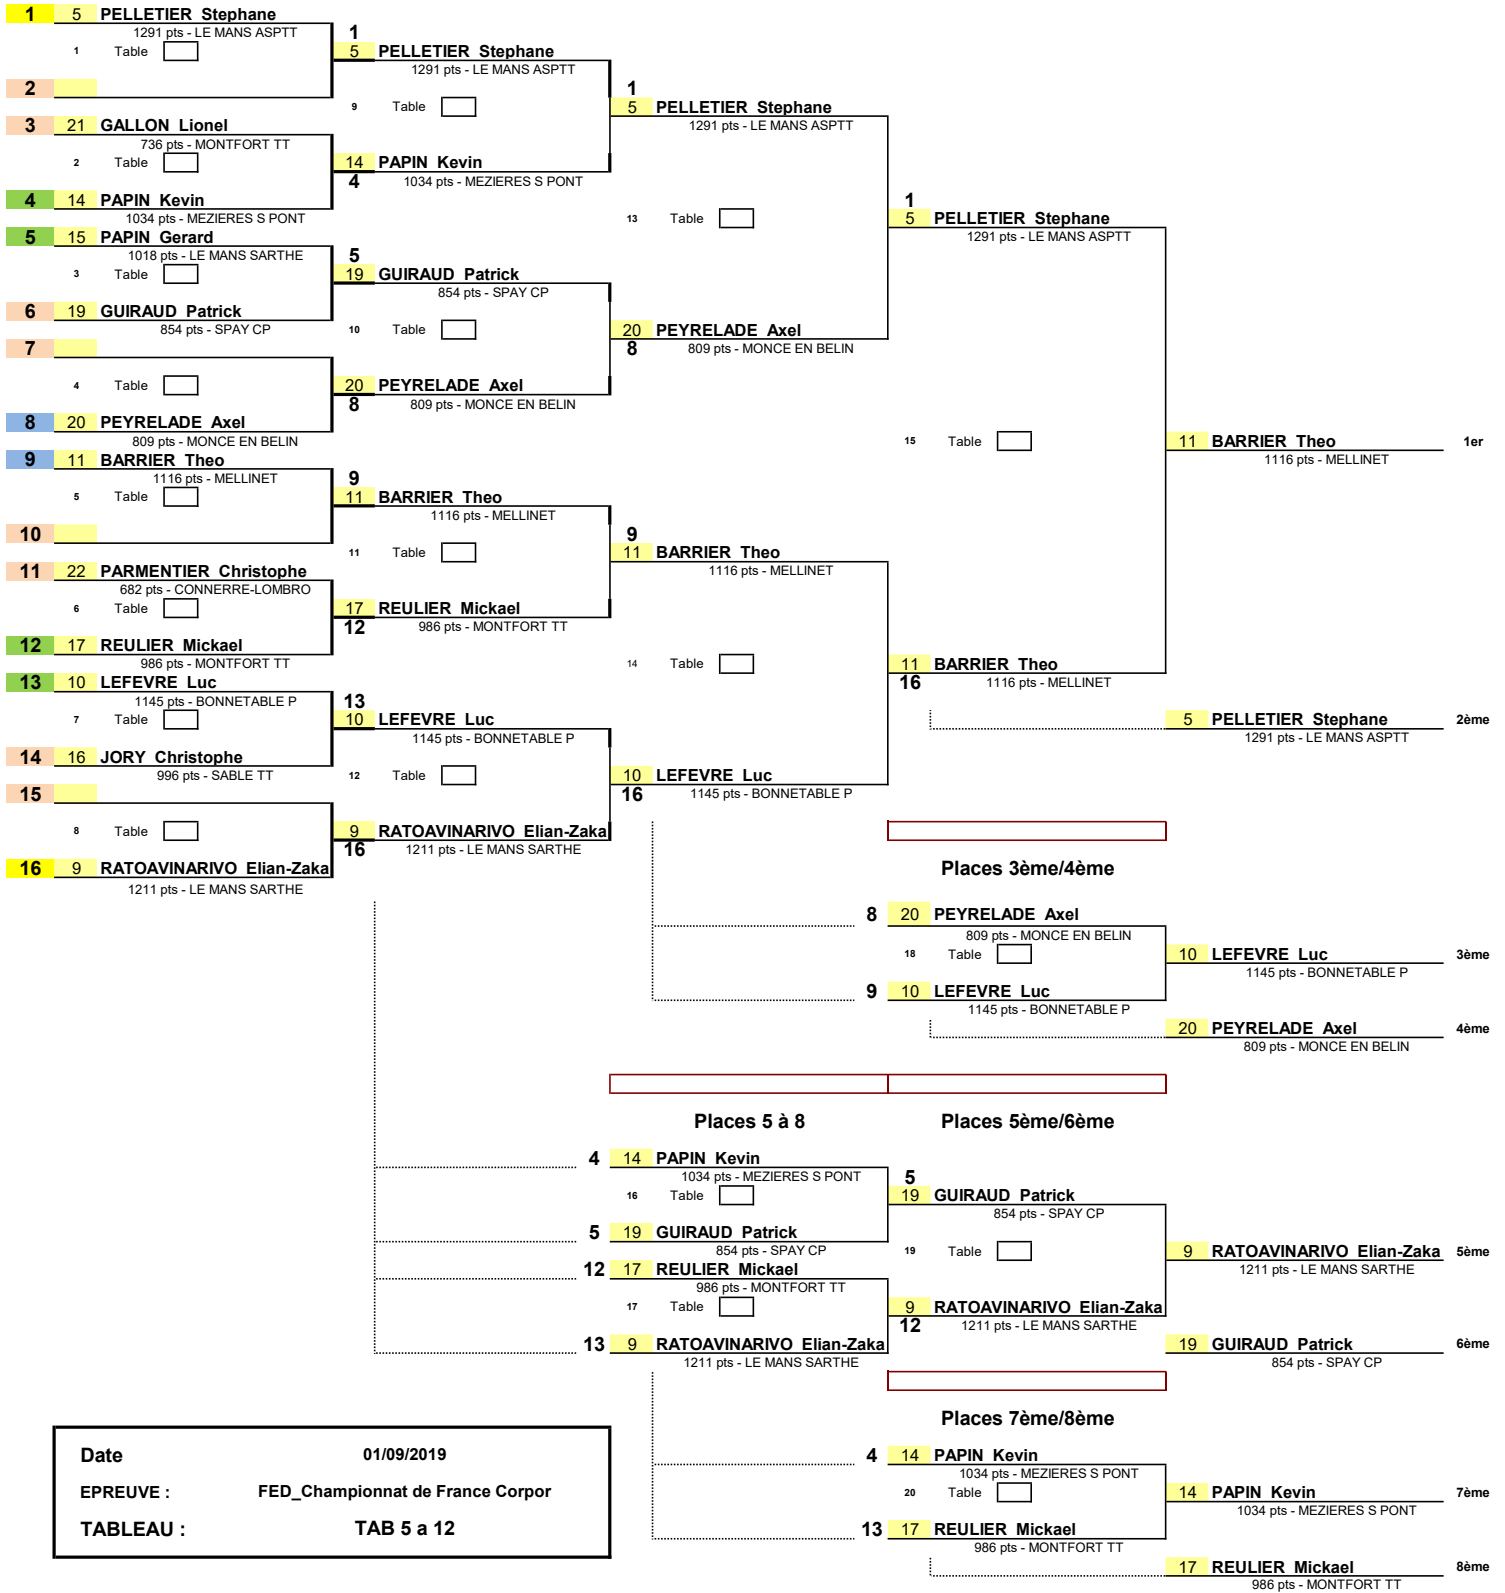 1 5 PELLETIER Stephane
1291 pts - LE MANS ASPTT
1 Table
2
3 21 GALLON Lionel
736 pts - MONTFORT TT
2 Table
4 14 PAPIN Kevin
1034 pts - MEZIERES S PONT
5 15 PAPIN Gerard
1018 pts - LE MANS SARTHE
3 Table
6 19 GUIRAUD Patrick
854 pts - SPAY CP
7
4 Table
8 20 PEYRELADE Axel
809 pts - MONCE EN BELIN
9 11 BARRIER Theo
1116 pts - MELLINET
5 Table
10
11 22 PARMENTIER Christophe
682 pts - CONNERRE-LOMBRO
6 Table
12 17 REULIER Mickael
986 pts - MONTFORT TT
13 10 LEFEVRE Luc
1145 pts - BONNETABLE P
7 Table
14 16 JORY Christophe
996 pts - SABLE TT
15
8 Table
16 9 RATOAVINARIVO Elian-Zaka
1211 pts - LE MANS SARTHE
1
5 PELLETIER Stephane
1291 pts - LE MANS ASPTT
9 Table
14 PAPIN Kevin
4 1034 pts - MEZIERES S PONT
5
19 GUIRAUD Patrick
854 pts - SPAY CP
10 Table
20 PEYRELADE Axel
8 809 pts - MONCE EN BELIN
9
11 BARRIER Theo
1116 pts - MELLINET
11 Table
17 REULIER Mickael
12 986 pts - MONTFORT TT
13
10 LEFEVRE Luc
1145 pts - BONNETABLE P
12 Table
9 RATOAVINARIVO Elian-Zaka
16 1211 pts - LE MANS SARTHE
1
5 PELLETIER Stephane
1291 pts - LE MANS ASPTT
13 Table
20 PEYRELADE Axel
8 809 pts - MONCE EN BELIN
9
11 BARRIER Theo
1116 pts - MELLINET
14 Table
10 LEFEVRE Luc
16 1145 pts - BONNETABLE P
1
5 PELLETIER Stephane
1291 pts - LE MANS ASPTT
15 Table
11 BARRIER Theo
16 1116 pts - MELLINET
11 BARRIER Theo 1er
1116 pts - MELLINET
5 PELLETIER Stephane 2ème
1291 pts - LE MANS ASPTT
Places 3ème/4ème
8 20 PEYRELADE Axel
809 pts - MONCE EN BELIN
18 Table
9 10 LEFEVRE Luc
1145 pts - BONNETABLE P
10 LEFEVRE Luc 3ème
1145 pts - BONNETABLE P
20 PEYRELADE Axel 4ème
809 pts - MONCE EN BELIN
Places 5 à 8
Places 5ème/6ème
4 14 PAPIN Kevin
1034 pts - MEZIERES S PONT
16 Table
5 19 GUIRAUD Patrick
854 pts - SPAY CP
12 17 REULIER Mickael
986 pts - MONTFORT TT
17 Table
13 9 RATOAVINARIVO Elian-Zaka
1211 pts - LE MANS SARTHE
5
19 GUIRAUD Patrick
854 pts - SPAY CP
19 Table
9 RATOAVINARIVO Elian-Zaka
12 1211 pts - LE MANS SARTHE
9 RATOAVINARIVO Elian-Zaka 5ème
1211 pts - LE MANS SARTHE
19 GUIRAUD Patrick 6ème
854 pts - SPAY CP
Places 7ème/8ème
4 14 PAPIN Kevin
1034 pts - MEZIERES S PONT
20 Table
13 17 REULIER Mickael
986 pts - MONTFORT TT
14 PAPIN Kevin 7ème
1034 pts - MEZIERES S PONT
17 REULIER Mickael 8ème
986 pts - MONTFORT TT
Date 01/09/2019
EPREUVE : FED_Championnat de France Corpor
TABLEAU : TAB 5 a 12